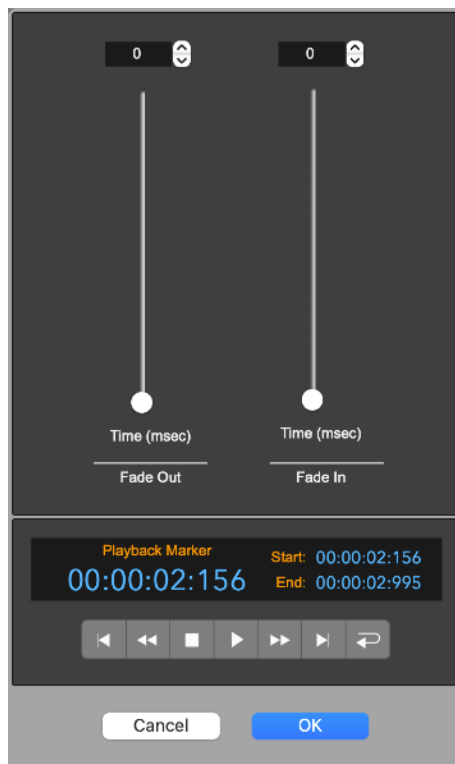 0 0
Time (msec) Time (msec)
Fade Out Fade In
Playback Marker
00:00:02:156
Start: 00:00:02:156
End: 00:00:02:995
Cancel OK